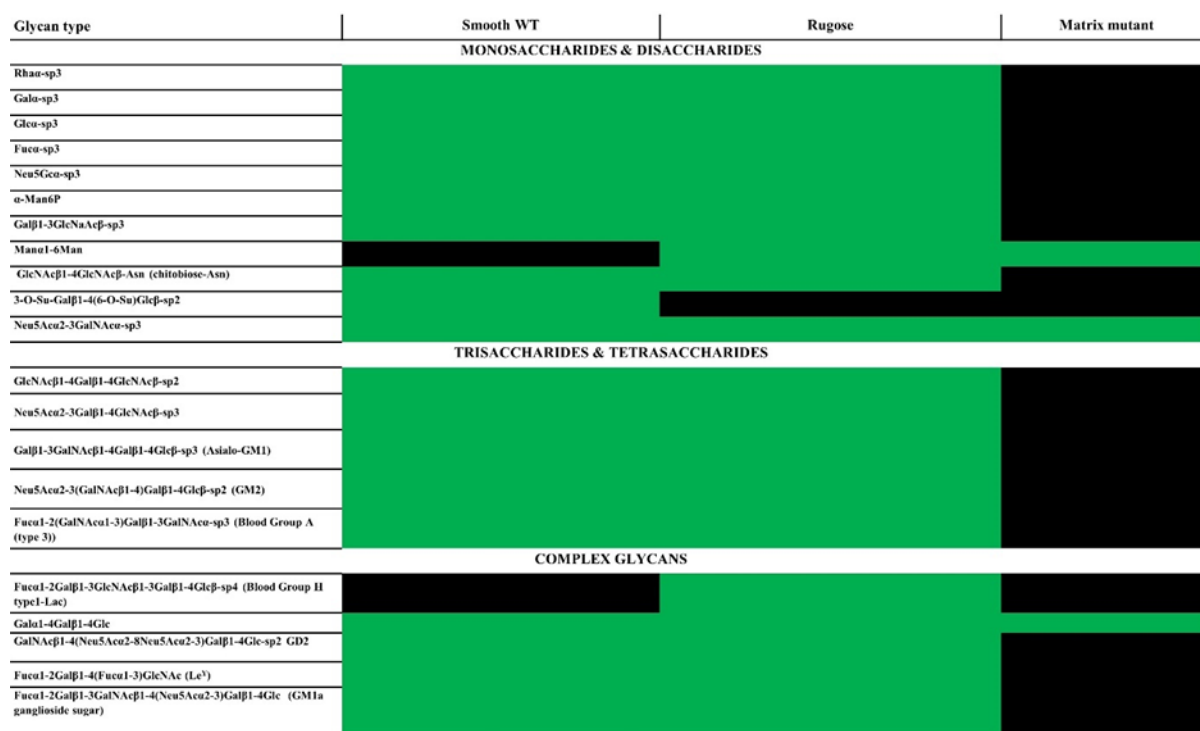 Glycan type Smooth WT Rugose Matrix mutant
MONOSACCHARIDES & DISACCHARIDES
Rhaα-sp3
Galα-sp3
Glcα-sp3
Fucα-sp3
Neu5Gcα-sp3
α-Man6P
Galβ1-3GlcNaAcβ-sp3
Manα1-6Man
GlcNAcβ1-4GlcNAcβ-Asn (chitobiose-Asn)
3-O-Su-Galβ1-4(6-O-Su)Glcβ-sp2
Neu5Acα2-3GalNAcα-sp3
TRISACCHARIDES & TETRASACCHARIDES
GlcNAcβ1-4Galβ1-4GlcNAcβ-sp2
Neu5Acα2-3Galβ1-4GlcNAcβ-sp3
Galβ1-3GalNAcβ1-4Galβ1-4Glcβ-sp3 (Asialo-GM1)
Neu5Acα2-3(GalNAcβ1-4)Galβ1-4Glcβ-sp2 (GM2)
Fucα1-2(GalNAcα1-3)Galβ1-3GalNAcα-sp3 (Blood Group A
(type 3))
COMPLEX GLYCANS
Fucα1-2Galβ1-3GlcNAcβ1-3Galβ1-4Glcβ-sp4 (Blood Group H
type1-Lac)
Galα1-4Galβ1-4Glc
GalNAcβ1-4(Neu5Acα2-8Neu5Acα2-3)Galβ1-4Glc-sp2 GD2
Fucα1-2Galβ1-4(Fucα1-3)GlcNAc (Leʸ)
Fucα1-2Galβ1-3GalNAcβ1-4(Neu5Acα2-3)Galβ1-4Glc (GM1a
ganglioside sugar)